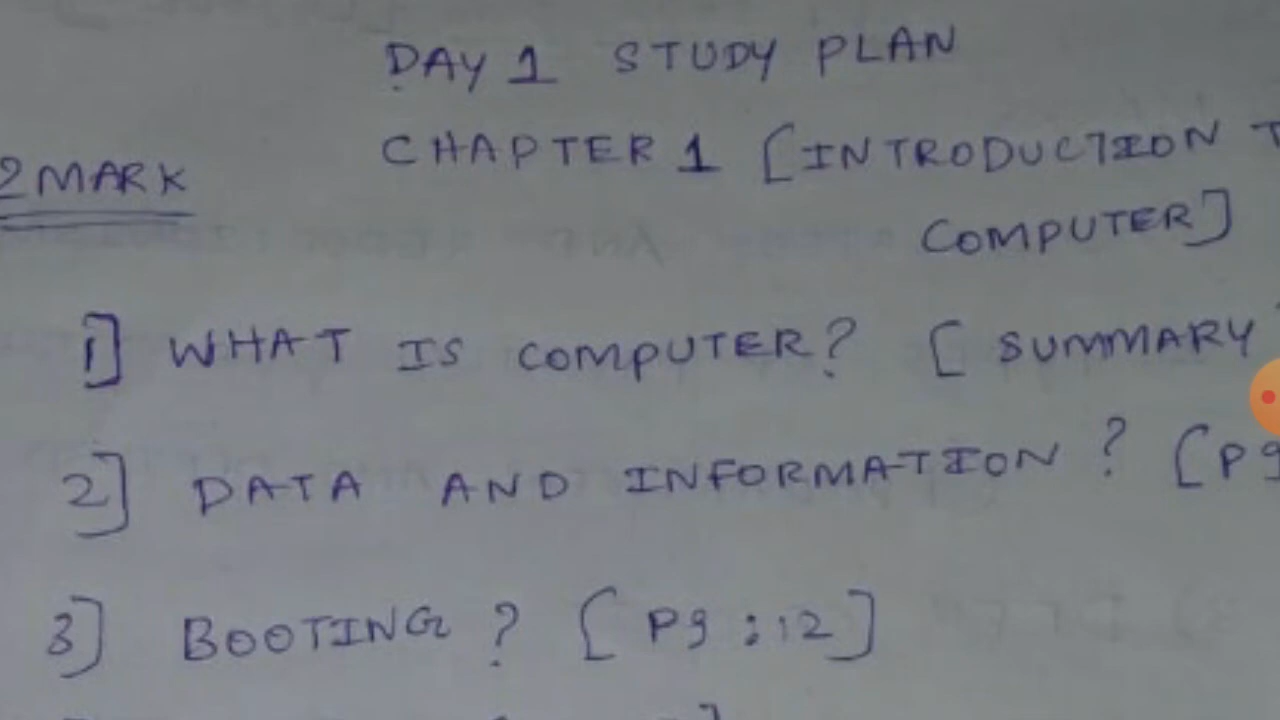 DAY 1 STUDY PLAN
CHAPTER 1 [INTRODUCTION T
COMPUTER]
2 MARK
1] WHAT IS COMPUTER? [ SUMMARY
2] DATA AND INFORMATION ? [Pg
3] BOOTING ? [ Pg : 12]